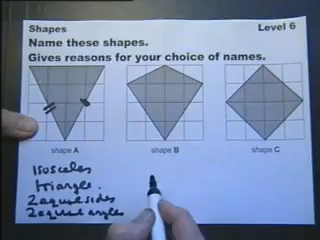 Shapes
Level 6
Name these shapes.
Gives reasons for your choice of names.
shape A
shape B
shape C
Isosceles
triangle.
2 equal sides
2 equal angles